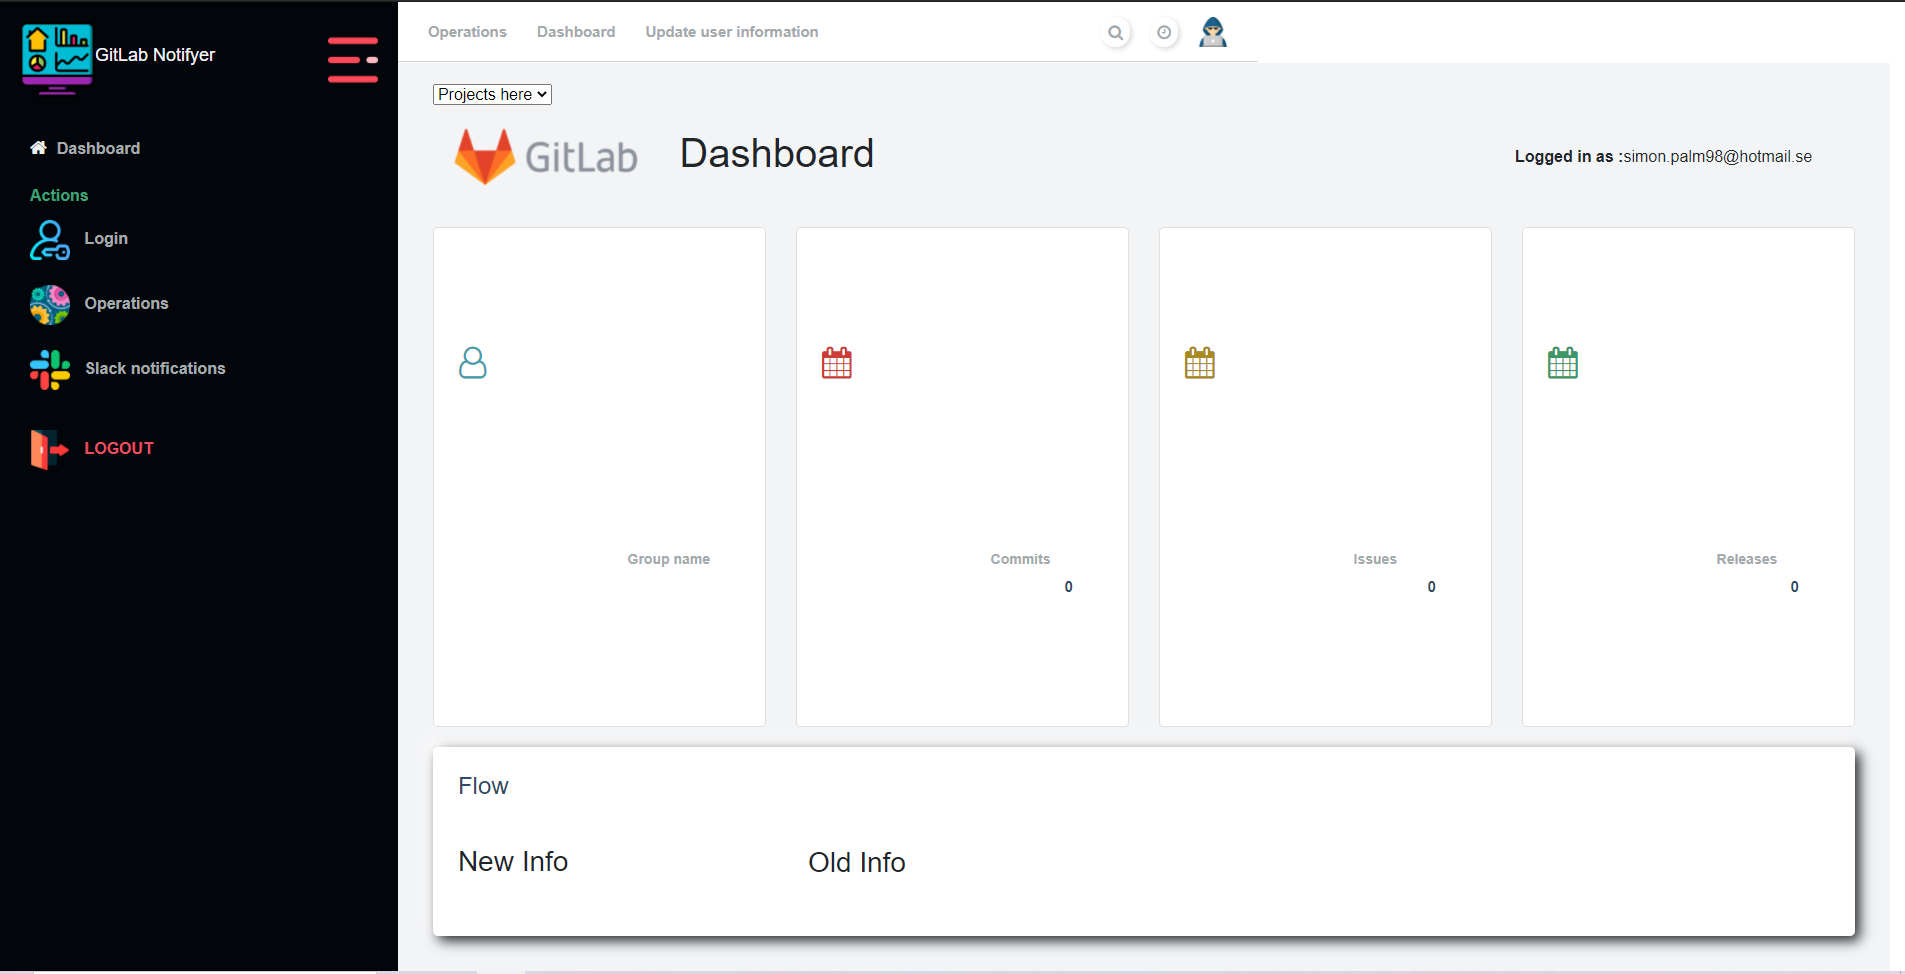 GitLab Notifyer
Dashboard
Actions
Login
Operations
Slack notifications
LOGOUT
Operations Dashboard Update user information
Projects here
GitLab Dashboard
Logged in as :simon.palm98@hotmail.se
Group name
Commits
0
Issues
0
Releases
0
Flow
New Info
Old Info